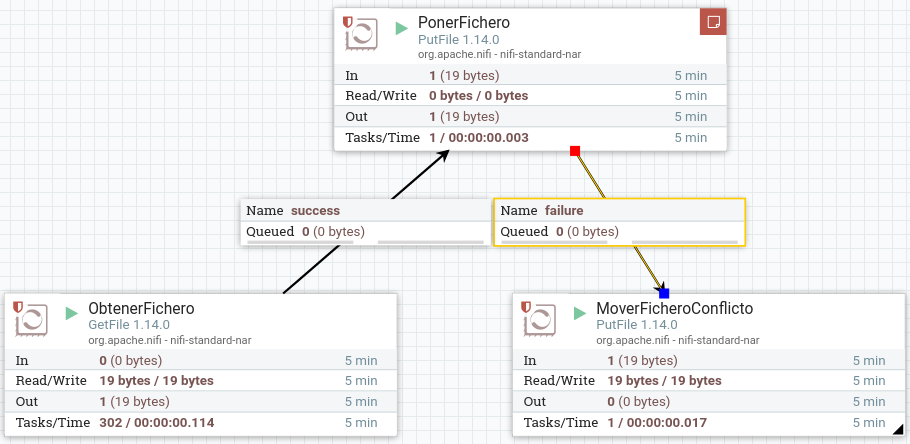 PonerFichero
PutFile 1.14.0
org.apache.nifi - nifi-standard-nar
In 1 (19 bytes) 5 min
Read/Write 0 bytes / 0 bytes 5 min
Out 1 (19 bytes) 5 min
Tasks/Time 1 / 00:00:00.003 5 min
Name success
Queued 0 (0 bytes)
Name failure
Queued 0 (0 bytes)
ObtenerFichero
GetFile 1.14.0
org.apache.nifi - nifi-standard-nar
In 0 (0 bytes) 5 min
Read/Write 19 bytes / 19 bytes 5 min
Out 1 (19 bytes) 5 min
Tasks/Time 302 / 00:00:00.114 5 min
MoverFicheroConflicto
PutFile 1.14.0
org.apache.nifi - nifi-standard-nar
In 1 (19 bytes) 5 min
Read/Write 19 bytes / 19 bytes 5 min
Out 0 (0 bytes) 5 min
Tasks/Time 1 / 00:00:00.017 5 min